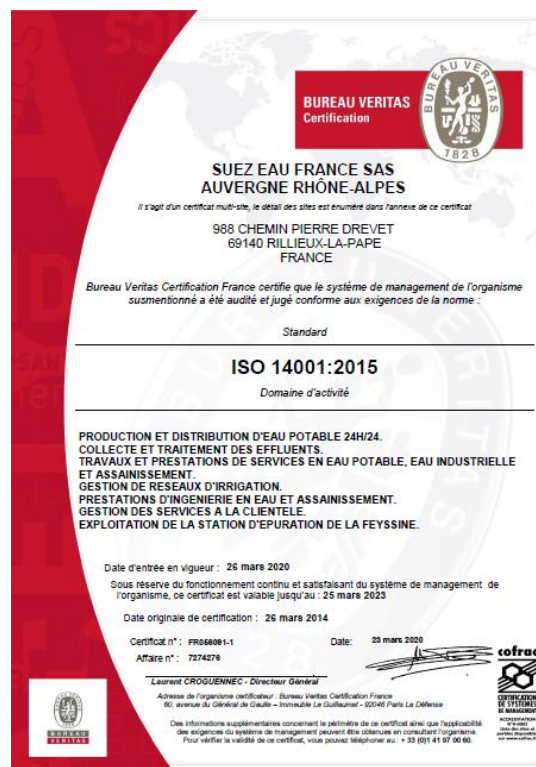 BUREAU VERITAS
Certification
BUREAU VERITAS
1828
SUEZ EAU FRANCE SAS
AUVERGNE RHÔNE-ALPES
Il s'agit d'un certificat multi-site, le détail des sites est énuméré dans l'annexe de ce certificat
988 CHEMIN PIERRE DREVET
69140 RILLIEUX-LA-PAPE
FRANCE
Bureau Veritas Certification France certifie que le système de management de l'organisme
susmentionné a été audité et jugé conforme aux exigences de la norme :
Standard
ISO 14001:2015
Domaine d'activité
PRODUCTION ET DISTRIBUTION D'EAU POTABLE 24H/24.
COLLECTE ET TRAITEMENT DES EFFLUENTS.
TRAVAUX ET PRESTATIONS DE SERVICES EN EAU POTABLE, EAU INDUSTRIELLE
ET ASSAINISSEMENT.
GESTION DE RESEAUX D'IRRIGATION.
PRESTATIONS D'INGENIERIE EN EAU ET ASSAINISSEMENT.
GESTION DES SERVICES A LA CLIENTELE.
EXPLOITATION DE LA STATION D'EPURATION DE LA FEYSSINE.
Date d'entrée en vigueur : 26 mars 2020
Sous réserve du fonctionnement continu et satisfaisant du système de management de
l'organisme, ce certificat est valable jusqu'au : 25 mars 2023
Date originale de certification : 26 mars 2014
Certificat n° : FR056081-1 Date: 23 mars 2020
Affaire n° : 7274276
cofrac
Laurent CROGUENNEC - Directeur Général
CERTIFICATION
DE SYSTEMES
DE MANAGEMENT
Adresse de l'organisme certificateur : Bureau Veritas Certification France
60, avenue du Général de Gaulle – Immeuble Le Guillaumet - 92046 Paris La Défense
Des informations supplémentaires concernant le périmètre de ce certificat ainsi que l'applicabilité
des exigences du système de management peuvent être obtenues en consultant l'organisme.
Pour vérifier la validité de ce certificat, vous pouvez téléphoner au : + 33 (0)1 41 97 00 60.
BUREAU
VERITAS